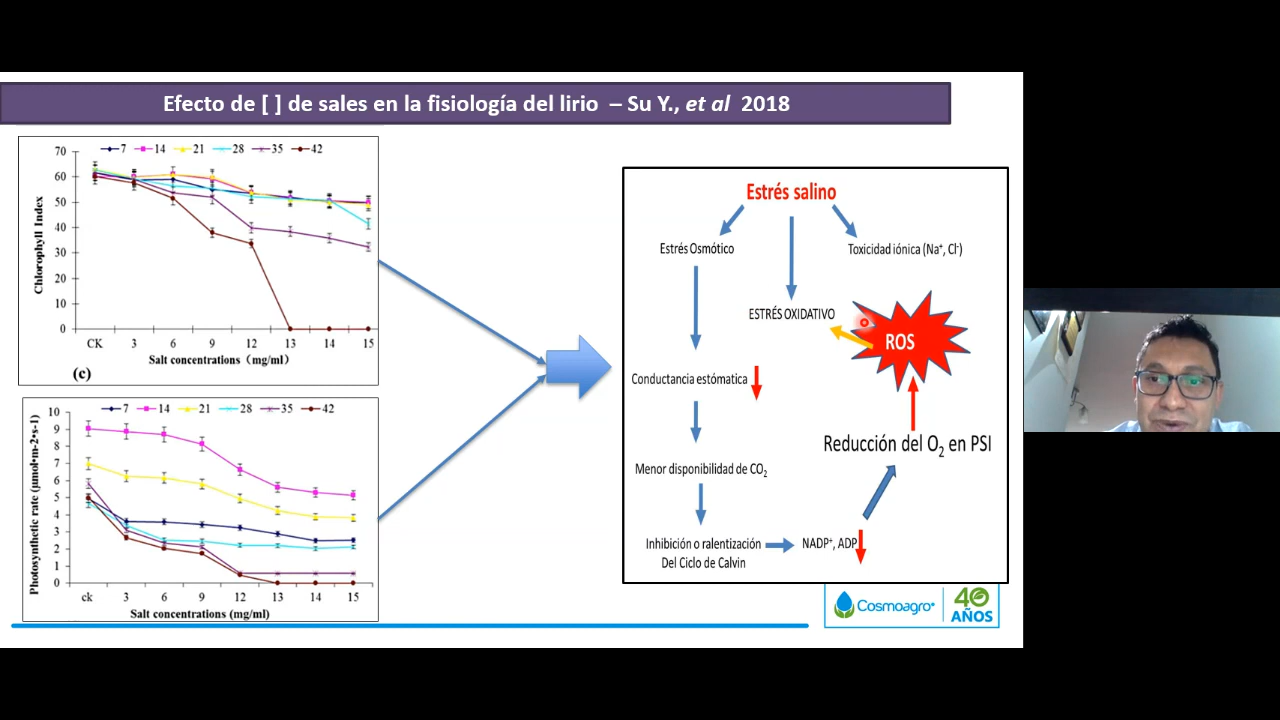 Efecto de [ ] de sales en la fisiología del lirio – Su Y., et al 2018
7 14 21 28 35 42
70
60
50
40
30
20
10
0
Chlorophyll Index
CK 3 6 9 12 13 14 15
Salt concentrations (mg/ml)
(c)
7 14 21 28 35 42
10
9
8
7
6
5
4
3
2
1
0
Photosynthetic rate (µmol•m-2•s-1)
ck 3 6 9 12 13 14 15
Salt concentrations (mg/ml)
Estrés salino
Estrés Osmótico
Toxicidad iónica (Na⁺, Cl⁻)
ESTRÉS OXIDATIVO
ROS
Conductancia estómatica
Reducción del O₂ en PSI
Menor disponibilidad de CO₂
Inhibición o ralentización
Del Ciclo de Calvin
NADP⁺, ADP
Cosmoagro
40
AÑOS